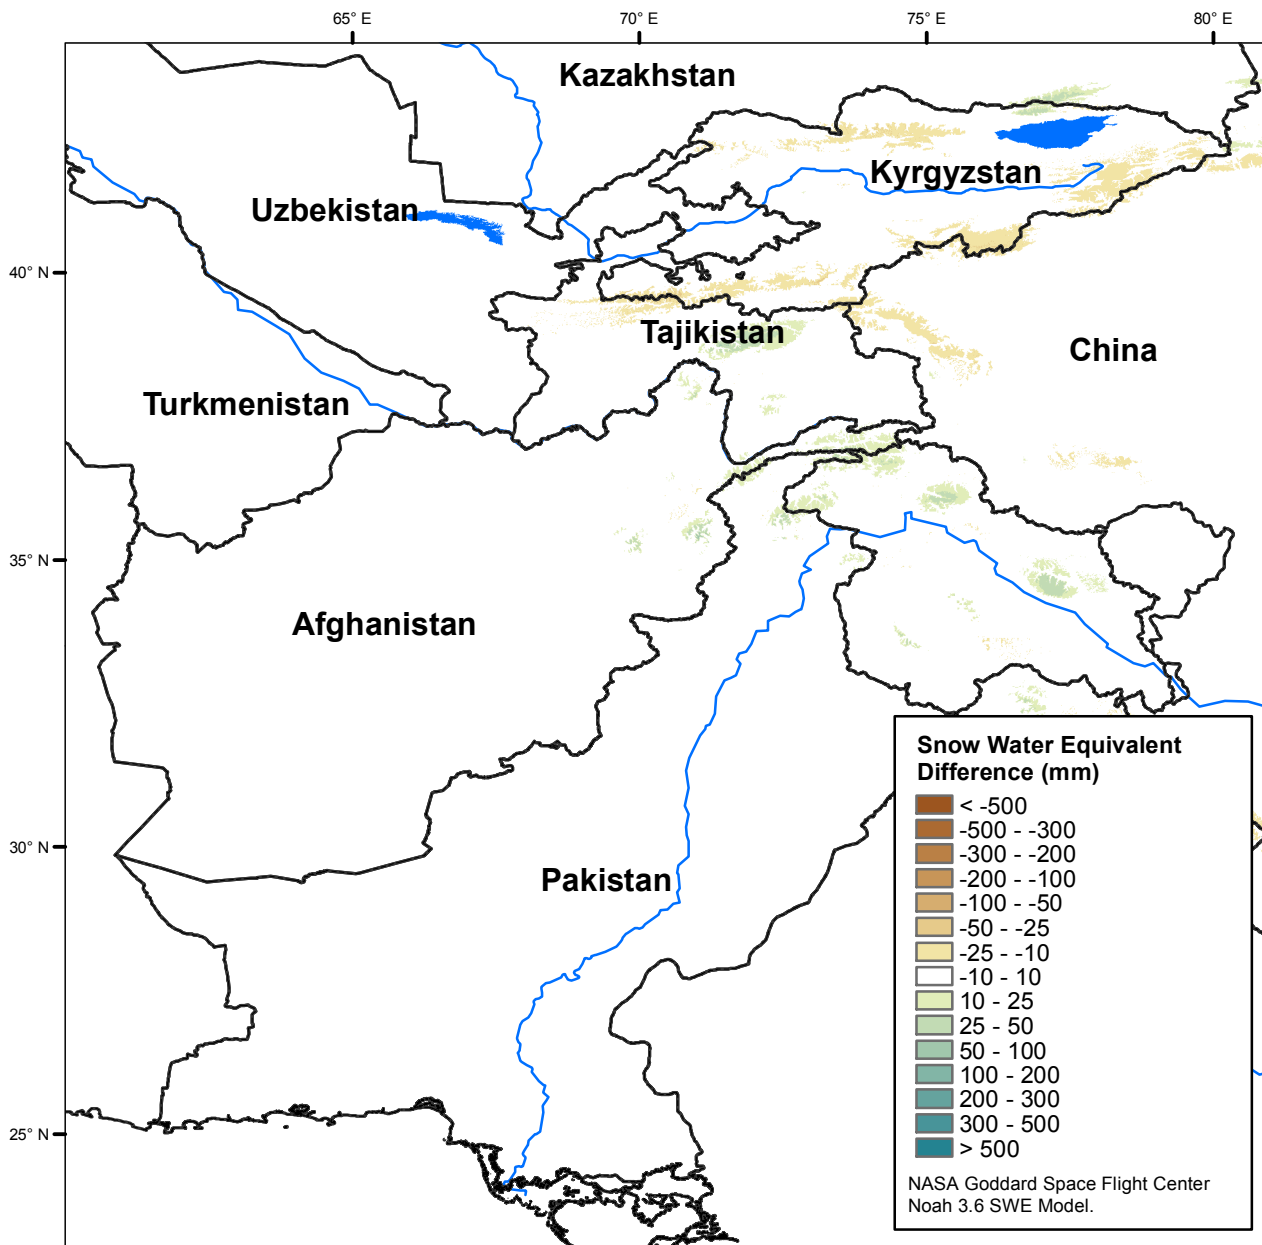 65° E
70° E
75° E
80° E
Kazakhstan
Kyrgyzstan
Uzbekistan
40° N
Tajikistan
China
Turkmenistan
35° N
Afghanistan
Snow Water Equivalent
Difference (mm)
< -500
-500 - -300
-300 - -200
-200 - -100
-100 - -50
-50 - -25
-25 - -10
-10 - 10
10 - 25
25 - 50
50 - 100
100 - 200
200 - 300
300 - 500
> 500
NASA Goddard Space Flight Center
Noah 3.6 SWE Model.
30° N
Pakistan
25° N